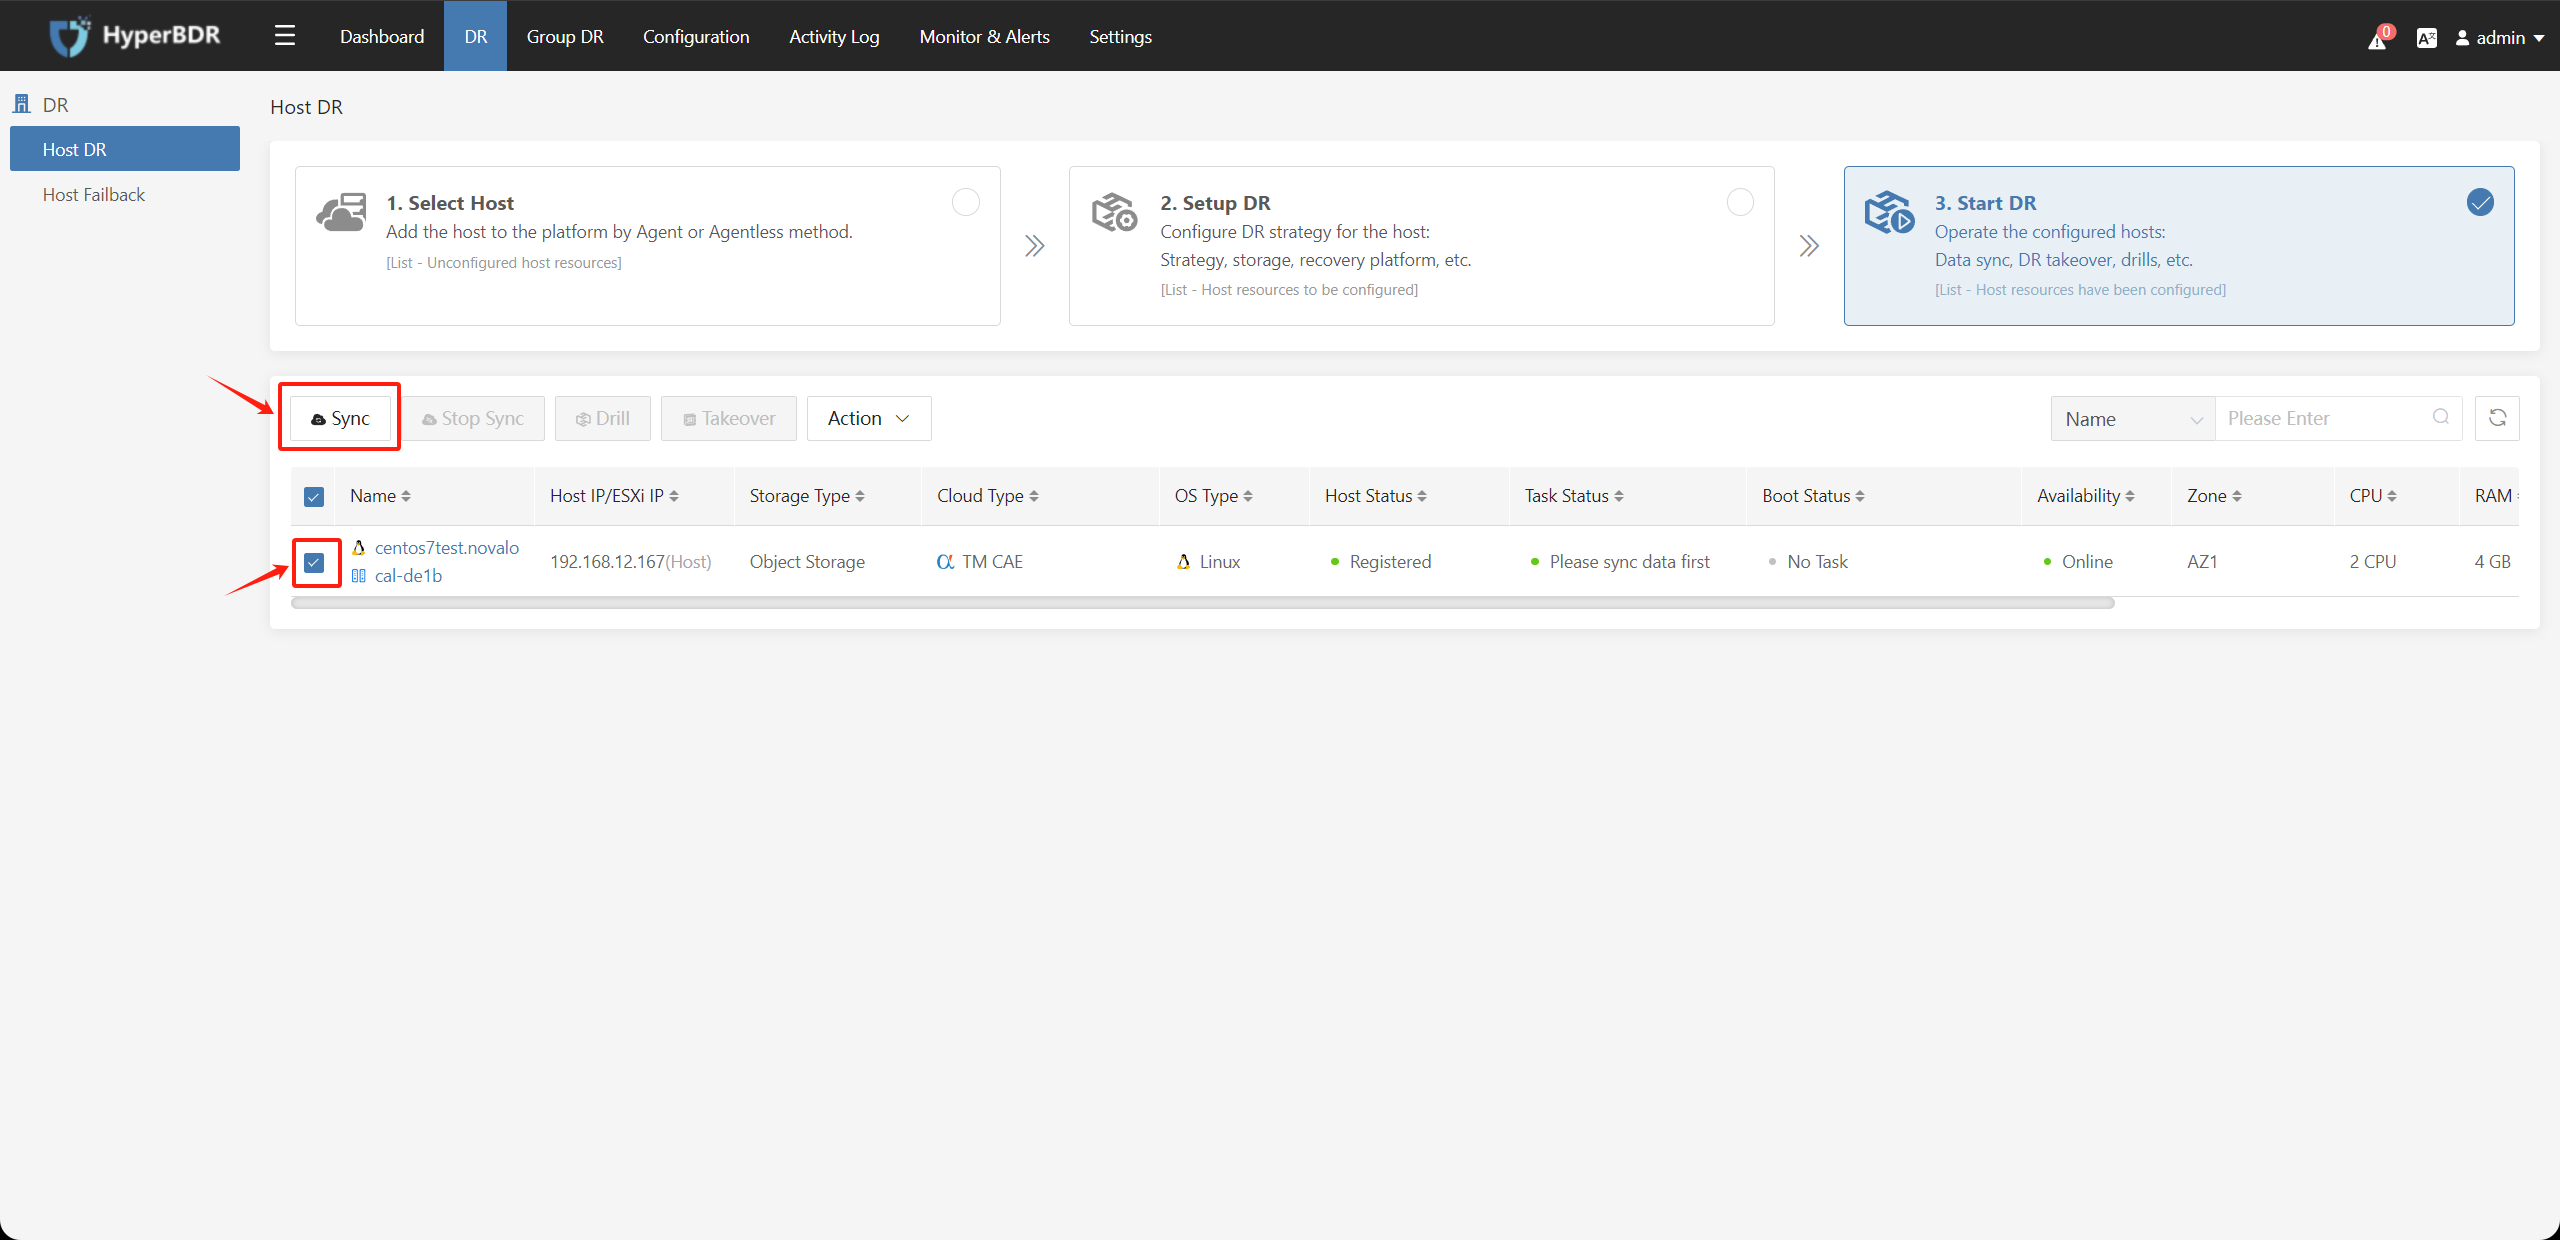 HyperBDR
Dashboard DR Group DR Configuration Activity Log Monitor & Alerts Settings 0 admin
DR
Host DR
Host Failback
Host DR
1. Select Host
Add the host to the platform by Agent or Agentless method.
[List - Unconfigured host resources]
2. Setup DR
Configure DR strategy for the host:
Strategy, storage, recovery platform, etc.
[List - Host resources to be configured]
3. Start DR
Operate the configured hosts:
Data sync, DR takeover, drills, etc.
[List - Host resources have been configured]
Sync Stop Sync Drill Takeover Action Name Please Enter
Name Host IP/ESXi IP Storage Type Cloud Type OS Type Host Status Task Status Boot Status Availability Zone CPU RAM
centos7test.novalo
cal-de1b
192.168.12.167(Host) Object Storage TM CAE Linux Registered Please sync data first No Task Online AZ1 2 CPU 4 GB